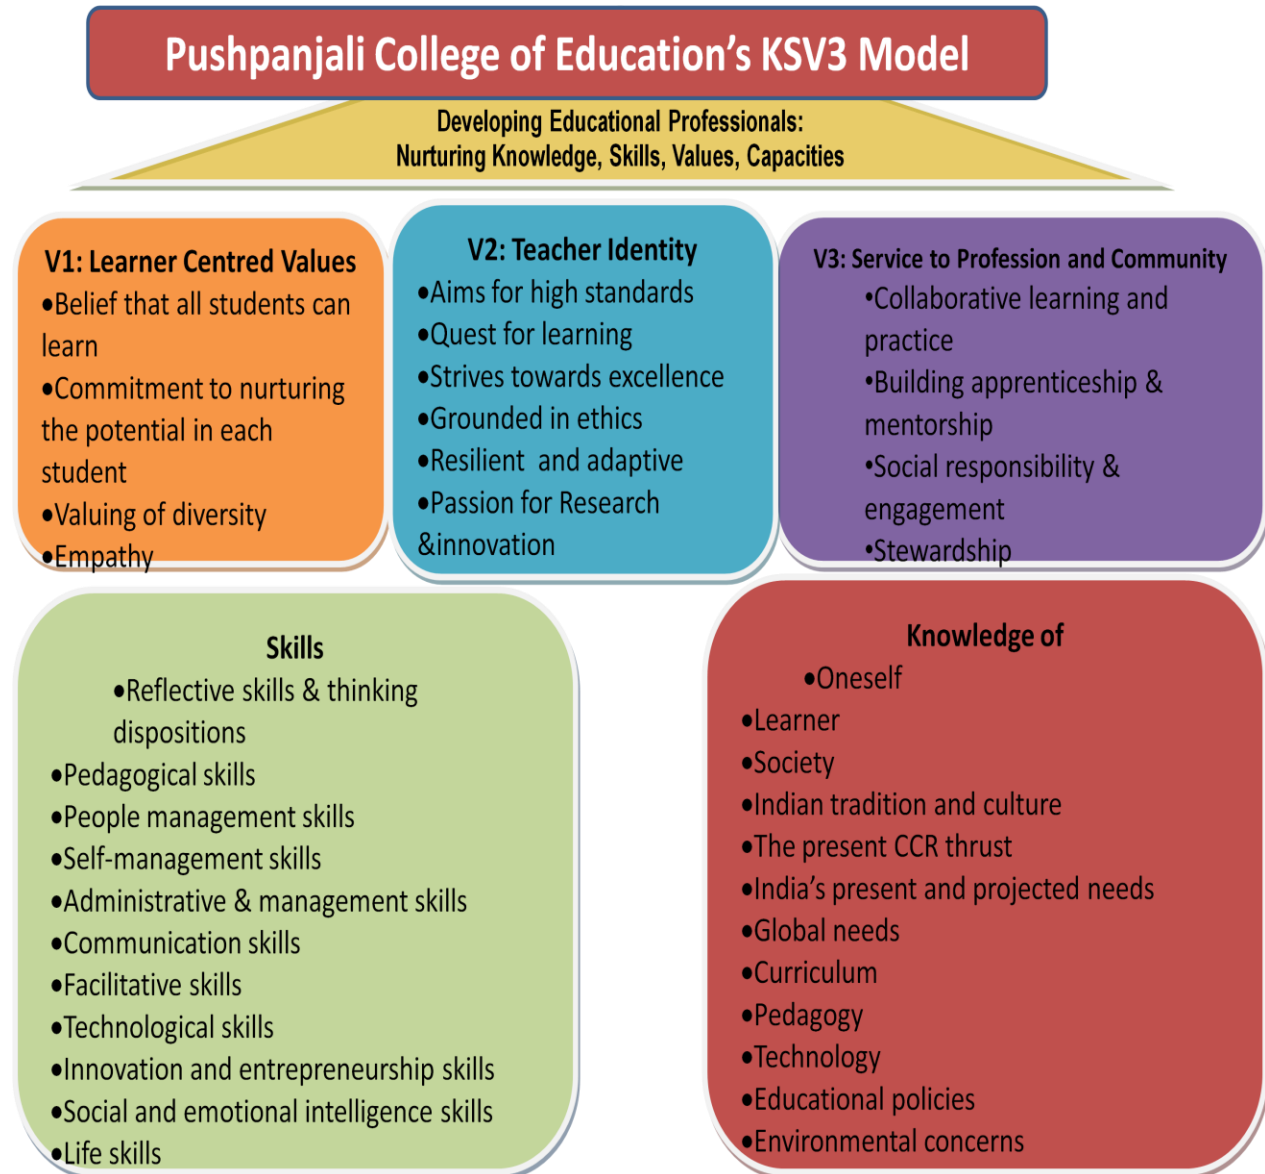 Pushpanjali College of Education's KSV3 Model
Developing Educational Professionals:
Nurturing Knowledge, Skills, Values, Capacities
V1: Learner Centred Values
•Belief that all students can
learn
•Commitment to nurturing
the potential in each
student
•Valuing of diversity
•Empathy
V2: Teacher Identity
•Aims for high standards
•Quest for learning
•Strives towards excellence
•Grounded in ethics
•Resilient and adaptive
•Passion for Research
&innovation
V3: Service to Profession and Community
•Collaborative learning and
practice
•Building apprenticeship &
mentorship
•Social responsibility &
engagement
•Stewardship
Skills
•Reflective skills & thinking
dispositions
•Pedagogical skills
•People management skills
•Self-management skills
•Administrative & management skills
•Communication skills
•Facilitative skills
•Technological skills
•Innovation and entrepreneurship skills
•Social and emotional intelligence skills
•Life skills
Knowledge of
•Oneself
•Learner
•Society
•Indian tradition and culture
•The present CCR thrust
•India's present and projected needs
•Global needs
•Curriculum
•Pedagogy
•Technology
•Educational policies
•Environmental concerns